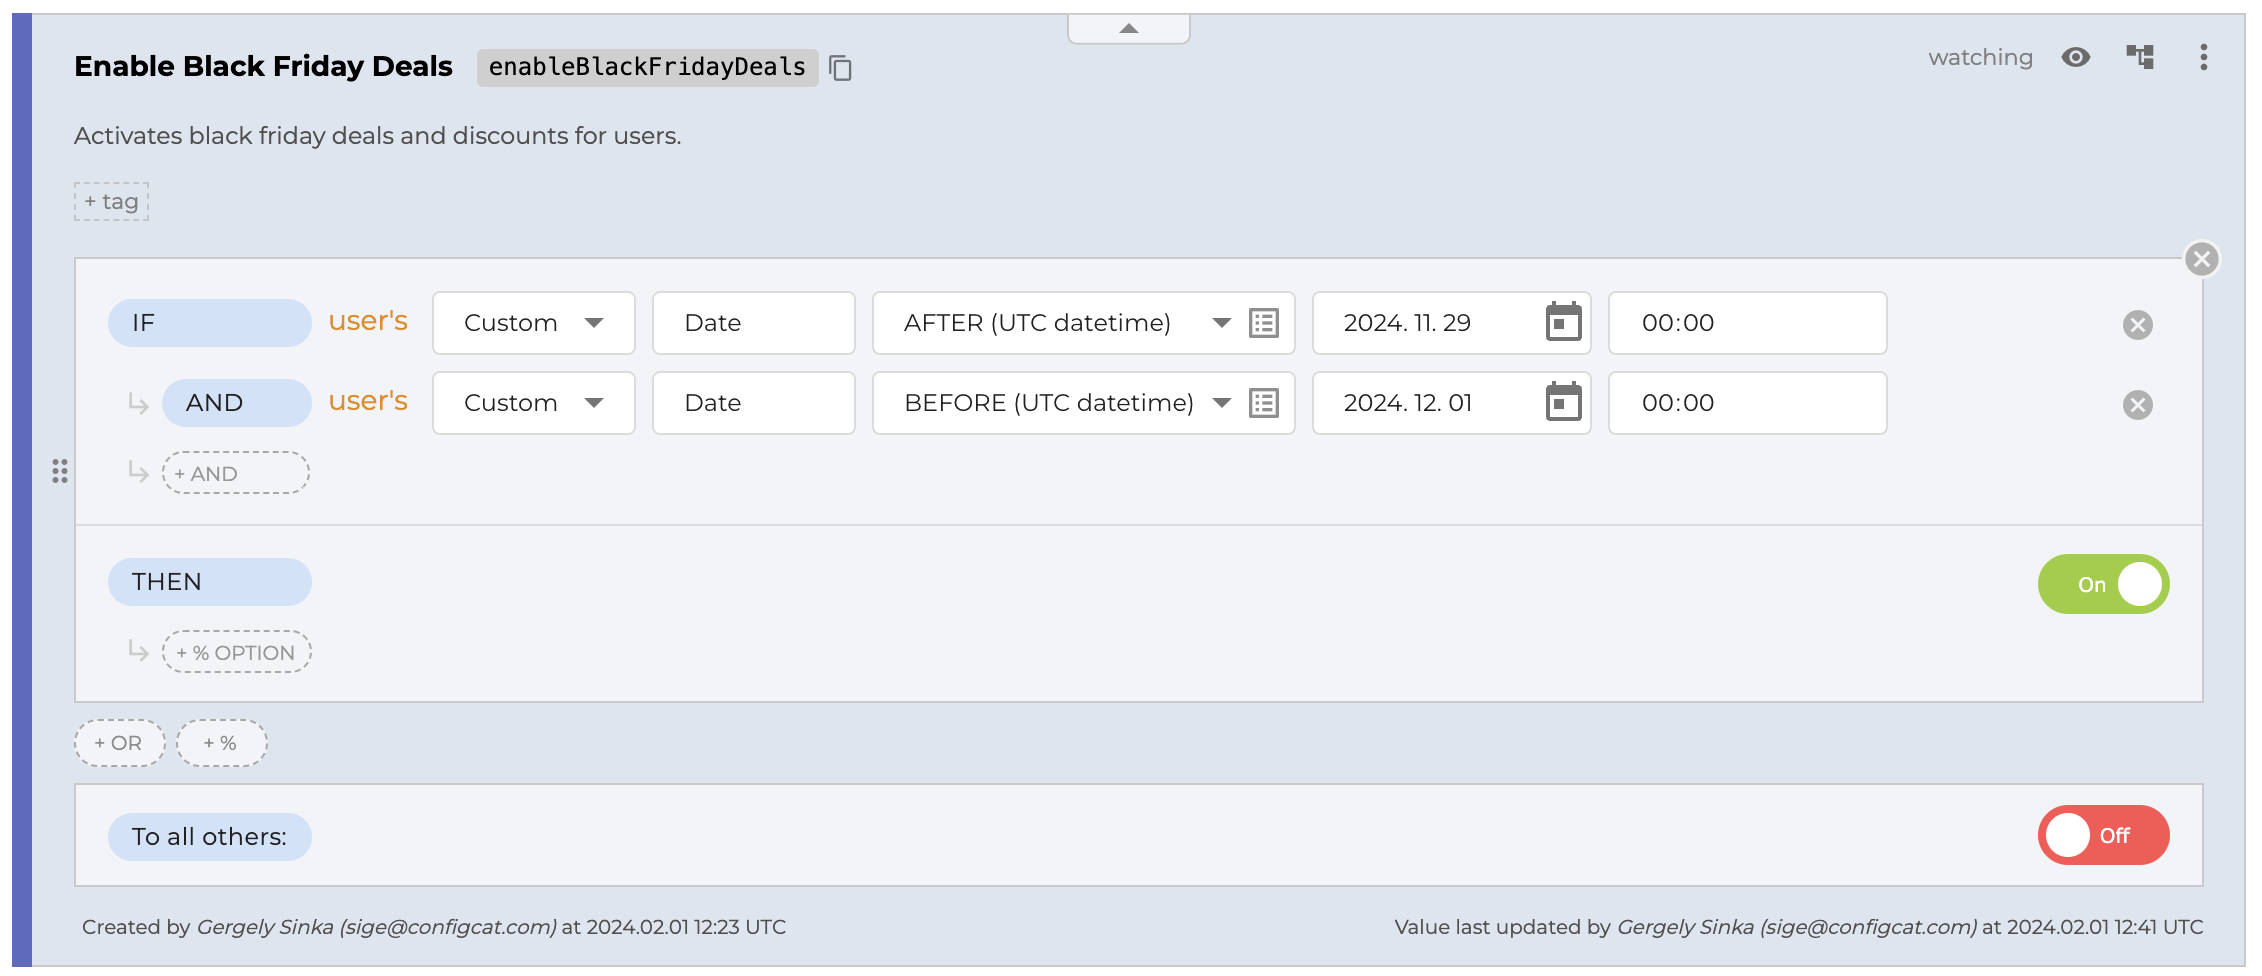 Enable Black Friday Deals enableBlackFridayDeals watching
Activates black friday deals and discounts for users.
+ tag
IF user's Custom Date AFTER (UTC datetime) 2024. 11. 29 00:00
AND user's Custom Date BEFORE (UTC datetime) 2024. 12. 01 00:00
+ AND
THEN On
+ % OPTION
+ OR + %
To all others: Off
Created by Gergely Sinka (sige@configcat.com) at 2024.02.01 12:23 UTC Value last updated by Gergely Sinka (sige@configcat.com) at 2024.02.01 12:41 UTC